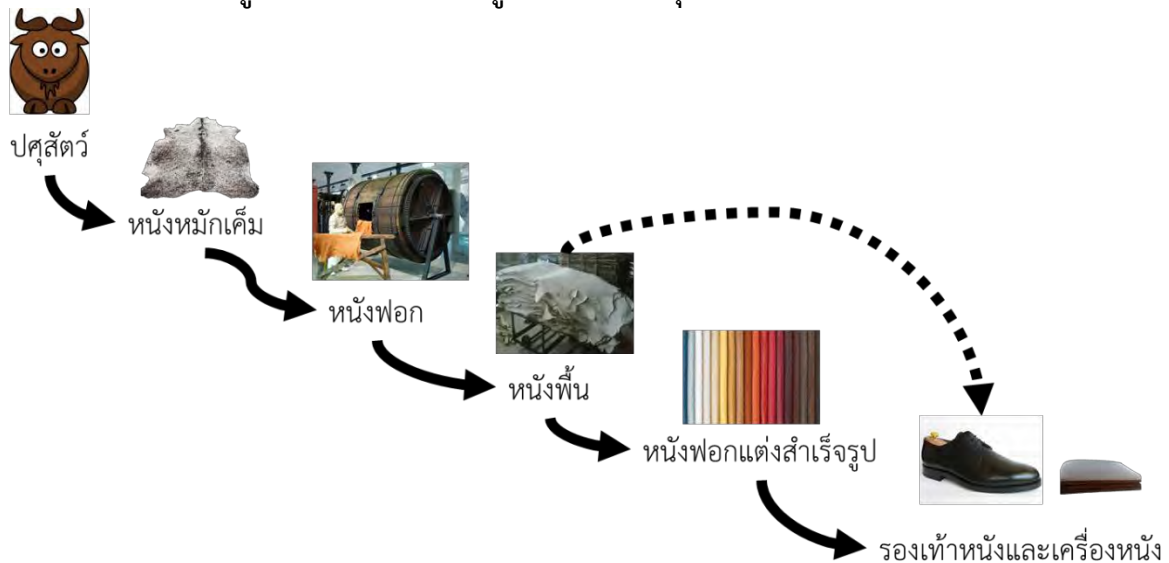 ปศุสัตว์
หนังหมักเค็ม
หนังฟอก
หนังพื้น
หนังฟอกแต่งสำเร็จรูป
รองเท้าหนังและเครื่องหนัง